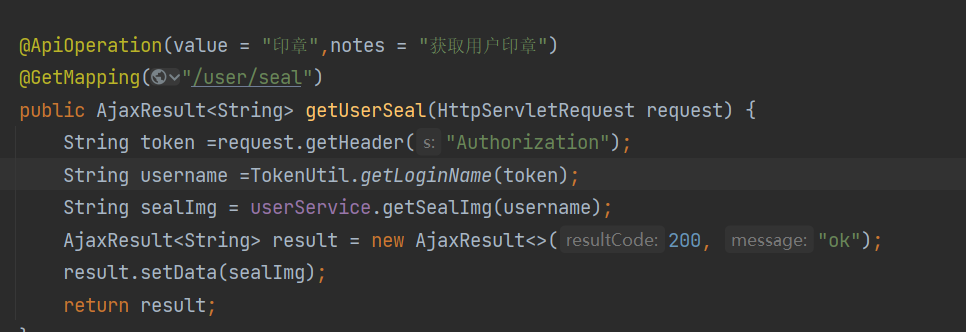 @ApiOperation(value = "印章",notes = "获取用户印章")
@GetMapping("/user/seal")
public AjaxResult<String> getUserSeal(HttpServletRequest request) {
String token =request.getHeader( s: "Authorization");
String username =TokenUtil.getLoginName(token);
String sealImg = userService.getSealImg(username);
AjaxResult<String> result = new AjaxResult<>( resultCode: 200, message: "ok");
result.setData(sealImg);
return result;
}